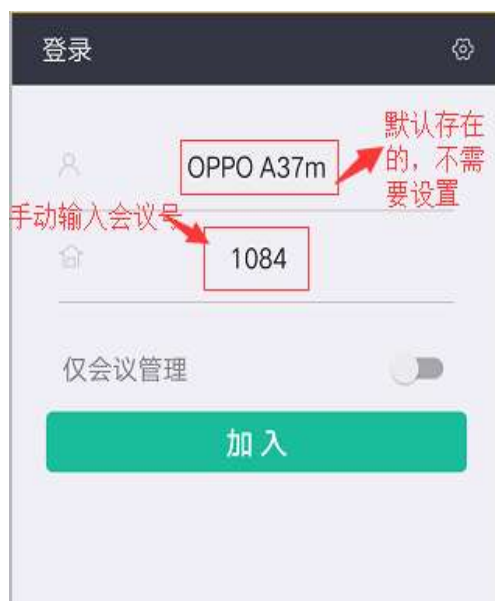 登录
默认存在
的，不需
要设置
OPPO A37m
手动输入会议号
1084
仅会议管理
加入